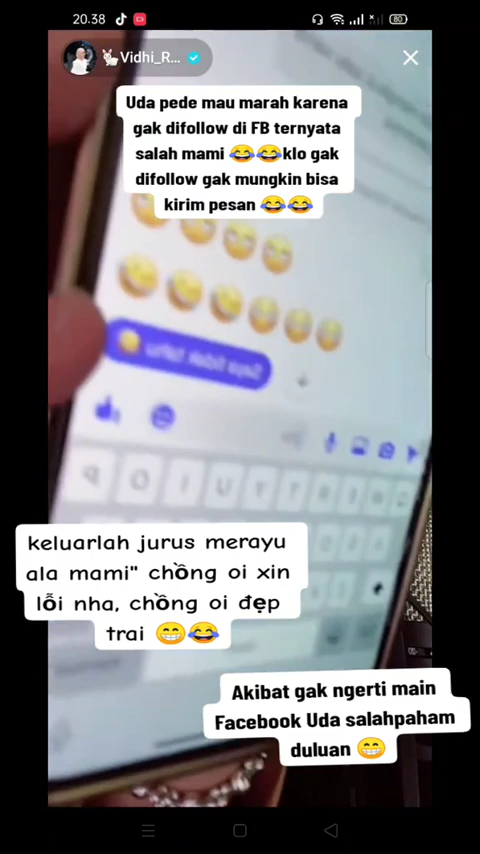 20.38
80
🐇Vidhi_R...
Uda pede mau marah karena
gak difollow di FB ternyata
salah mami 😂😂klo gak
difollow gak mungkin bisa
kirim pesan 😂😂
keluarlah jurus merayu
ala mami" chồng oi xin
lỗi nha, chồng oi đẹp
trai 😁😂
Akibat gak ngerti main
Facebook Uda salahpaham
duluan 😁